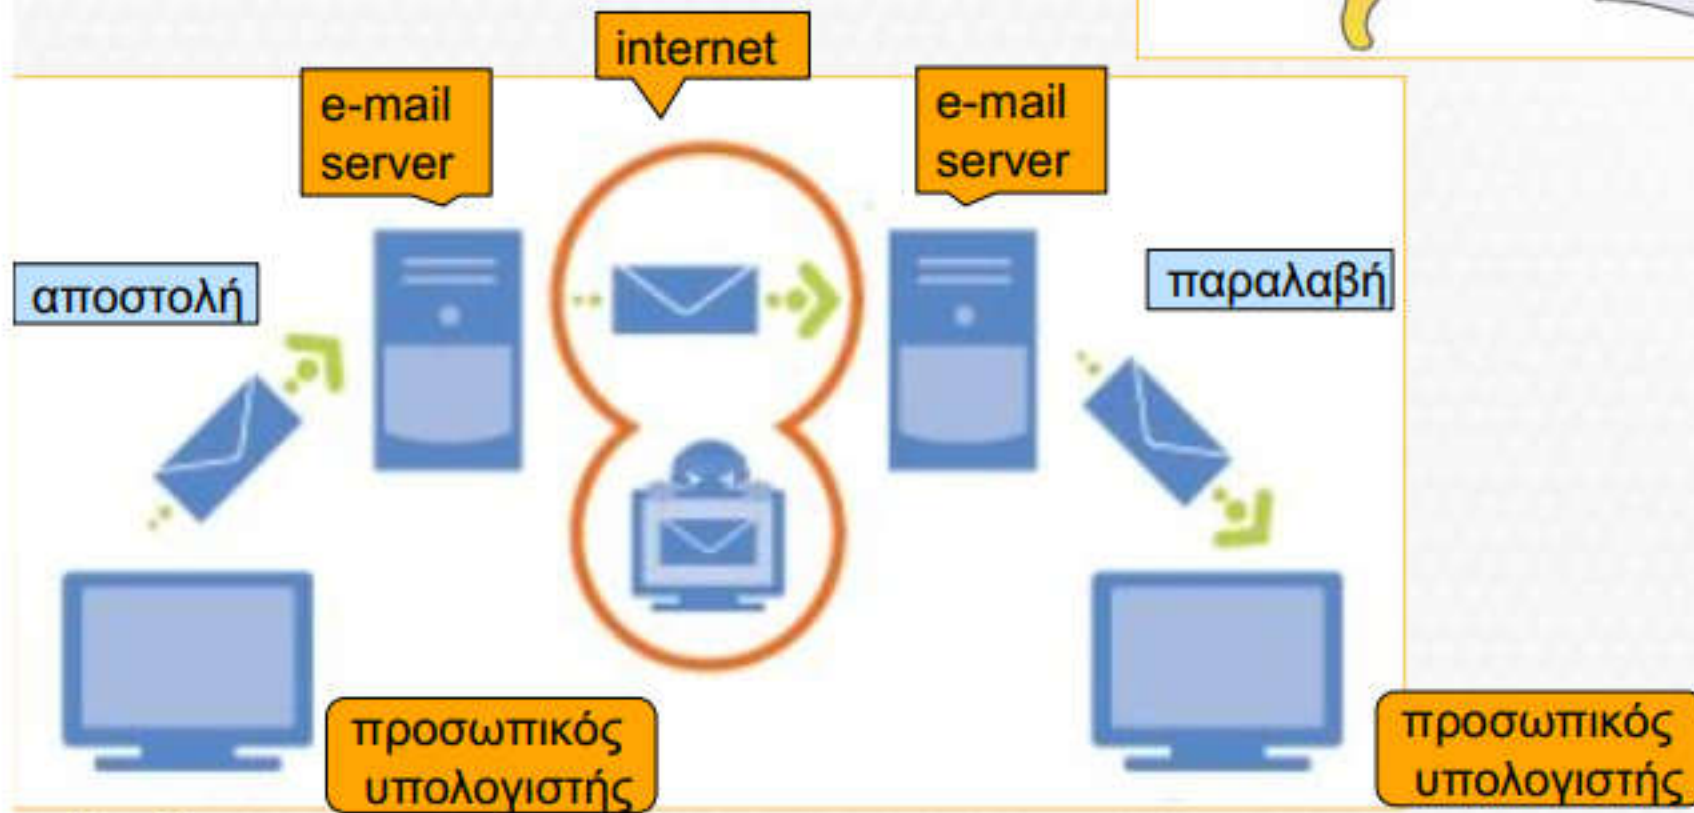 internet
e-mail
server
e-mail
server
αποστολή
παραλαβή
προσωπικός
υπολογιστής
προσωπικός
υπολογιστής